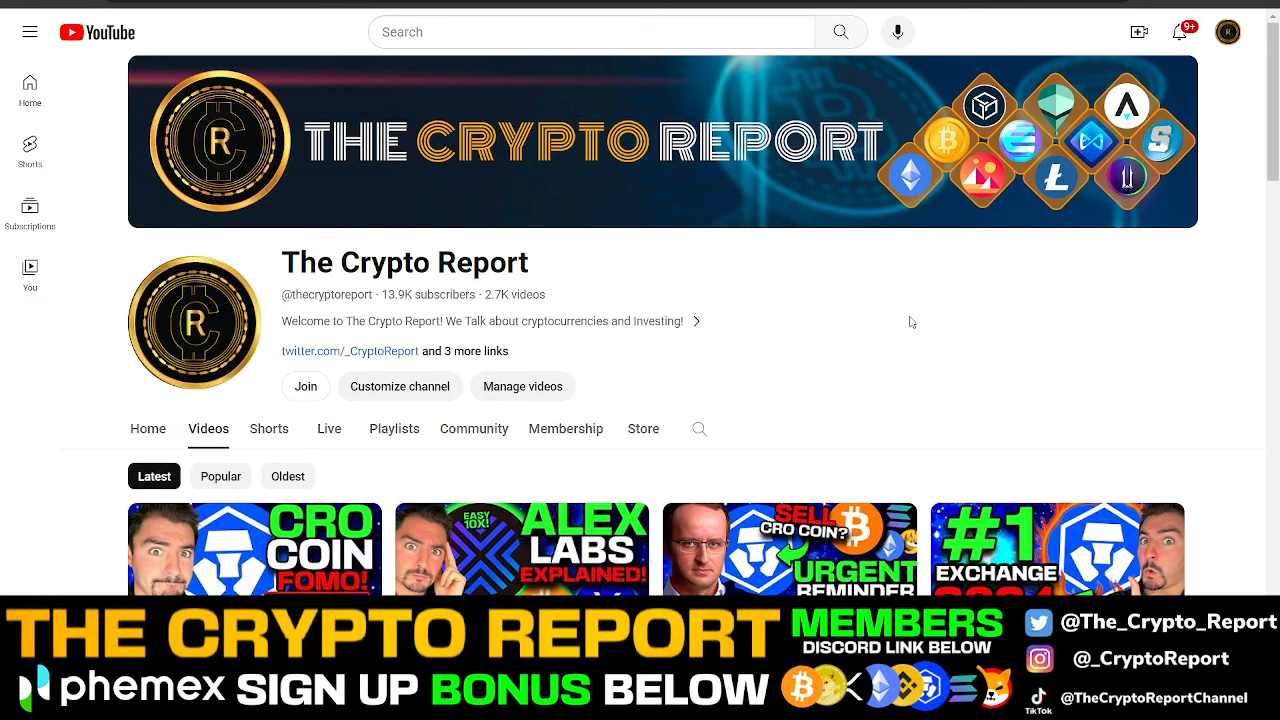 YouTube
Search
9+
Home
Shorts
Subscriptions
You
R
THE CRYPTO REPORT
R
The Crypto Report
@thecryptoreport · 13.9K subscribers · 2.7K videos
Welcome to The Crypto Report! We Talk about cryptocurrencies and Investing!
twitter.com/_CryptoReport and 3 more links
Join
Customize channel
Manage videos
Home Videos Shorts Live Playlists Community Membership Store
Latest
Popular
Oldest
CRO
COIN
FOMO!
EASY
10X!
ALEX
LABS
EXPLAINED!
SELL
CRO COIN?
URGENT
REMINDER
#1
EXCHANGE
THE CRYPTO REPORT
phemex SIGN UP BONUS BELOW
MEMBERS
DISCORD LINK BELOW
@The_Crypto_Report
@_CryptoReport
TikTok
@TheCryptoReportChannel